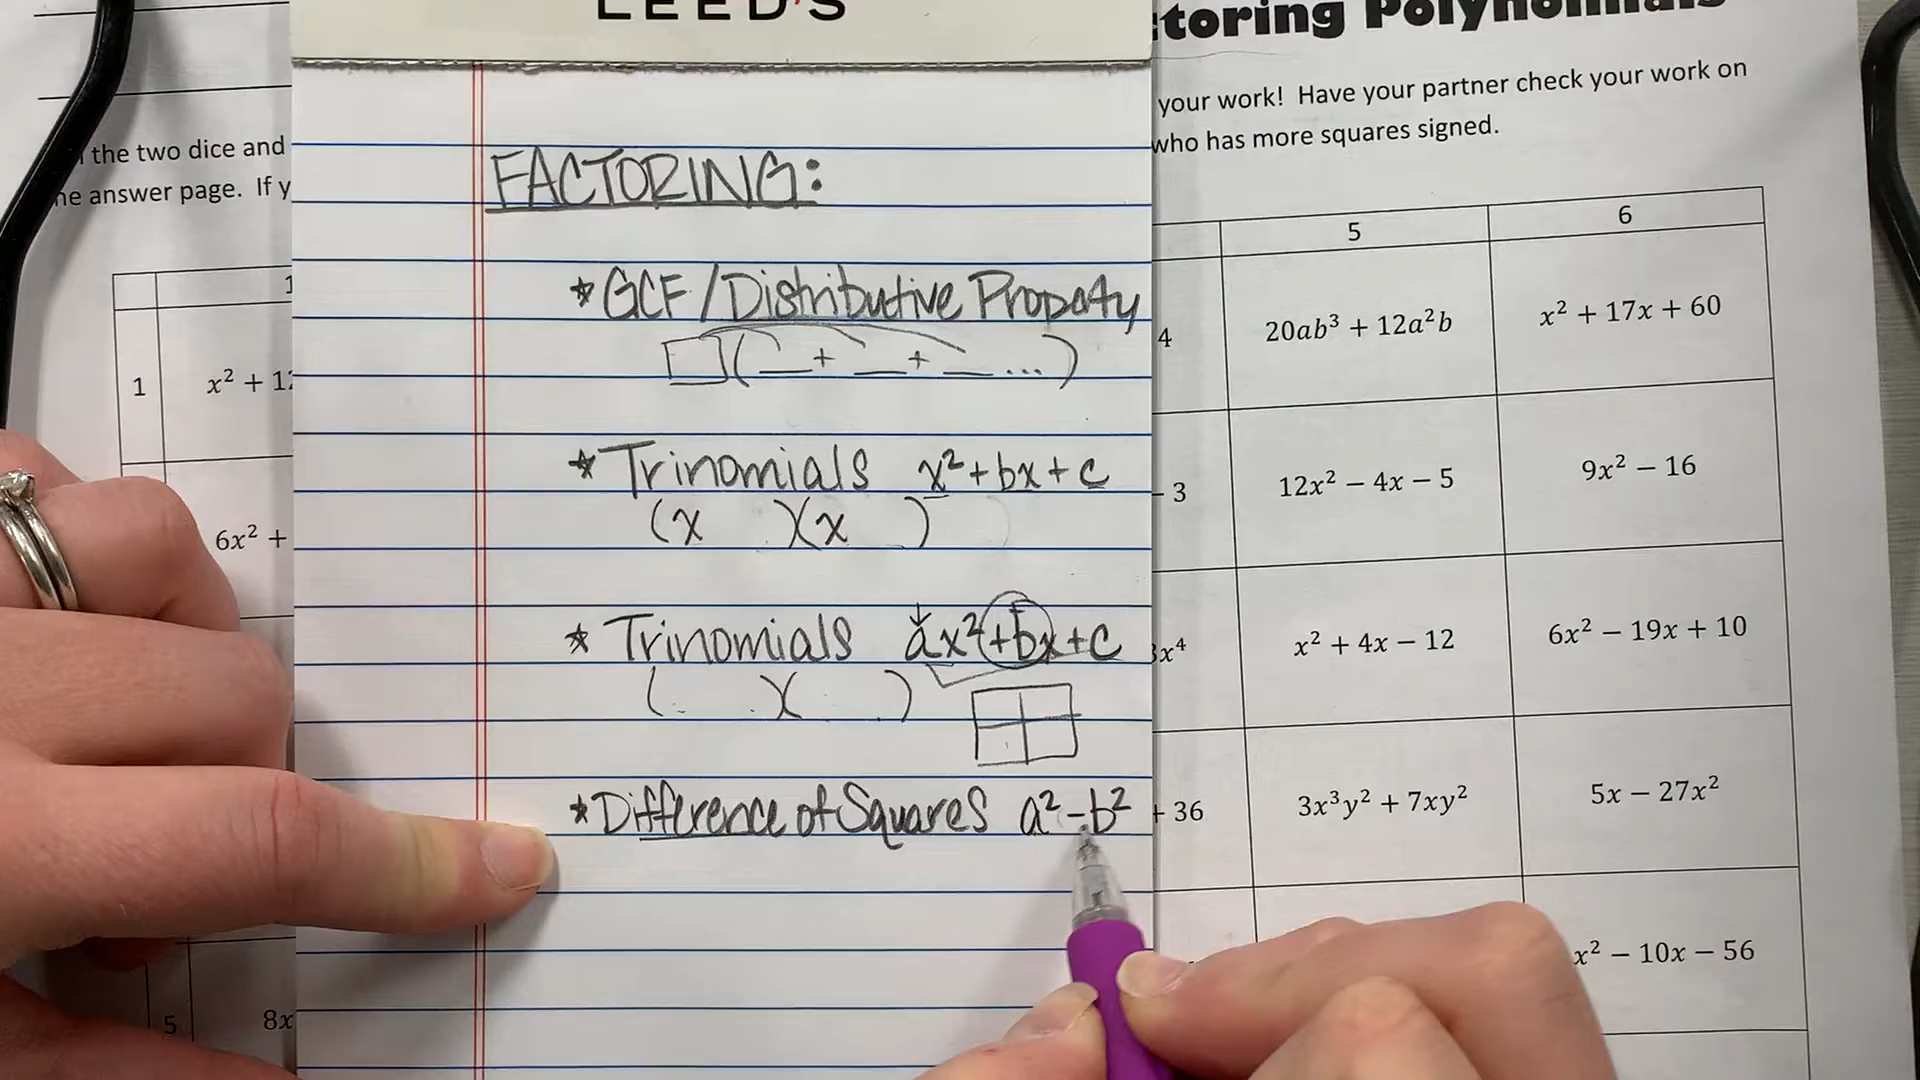 LEED'S
toring Polynomials
your work! Have your partner check your work on
who has more squares signed.
the two dice and
he answer page. If y
FACTORING:
* GCF/Distributive Property
□(__+__+__...)
* Trinomials x²+bx+c
(x )(x )
* Trinomials ax²+bx+c
( )( )
* Difference of Squares a²-b²
1
1 x² + 1
6x² +
5 8x
5 6
4 20ab³ + 12a²b x² + 17x + 60
- 3 12x² − 4x − 5 9x² − 16
x⁴ x² + 4x − 12 6x² − 19x + 10
+ 36 3x³y² + 7xy² 5x − 27x²
x² − 10x − 56